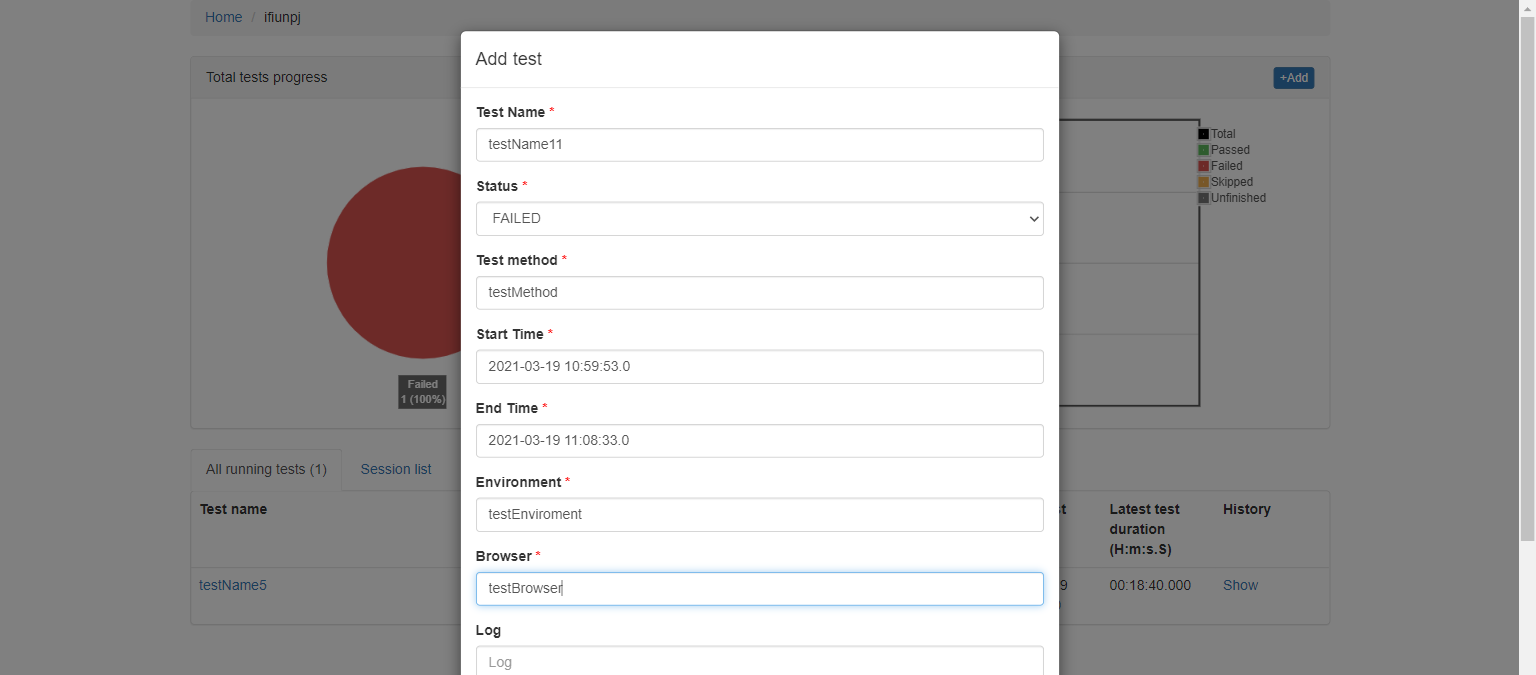 Home / ifiunpj
Add test
Total tests progress
+Add
Test Name *
testName11
Status *
FAILED
Test method *
testMethod
Start Time *
2021-03-19 10:59:53.0
End Time *
2021-03-19 11:08:33.0
Environment *
testEnviroment
Browser *
testBrowser
Log
Log
Total
Passed
Failed
Skipped
Unfinished
Failed
1 (100%)
All running tests (1)
Session list
Test name
Latest test
duration
(H:m:s.S)
History
testName5
00:18:40.000
Show